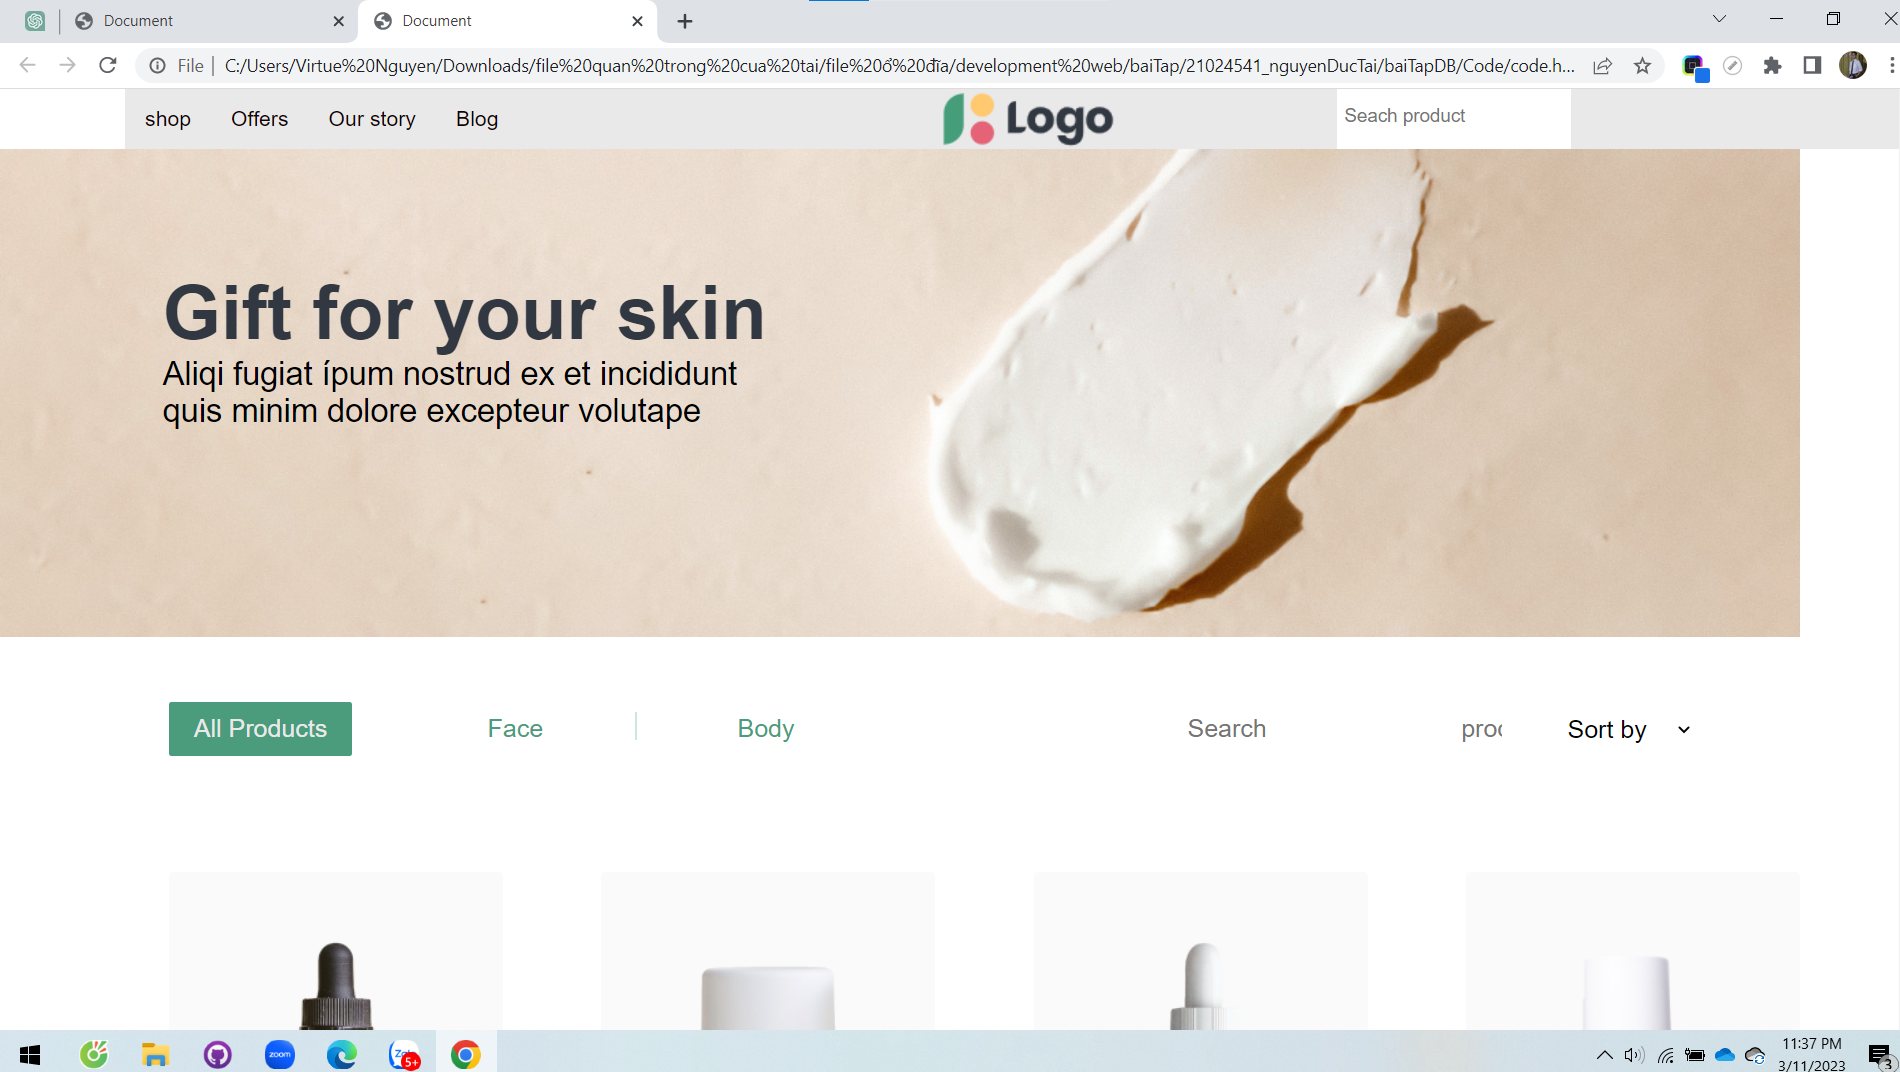 Document
Document
File
C:/Users/Virtue%20Nguyen/Downloads/file%20quan%20trong%20cua%20tai/file%20ổ%20đĩa/development%20web/baiTap/21024541_nguyenDucTai/baiTapDB/Code/code.h...
shop Offers Our story Blog
Logo
Seach product
Gift for your skin
Aliqi fugiat ípum nostrud ex et incididunt
quis minim dolore excepteur volutape
All Products Face Body Search proc Sort by
zoom
Z
5+
11:37 PM
3/11/2023
3